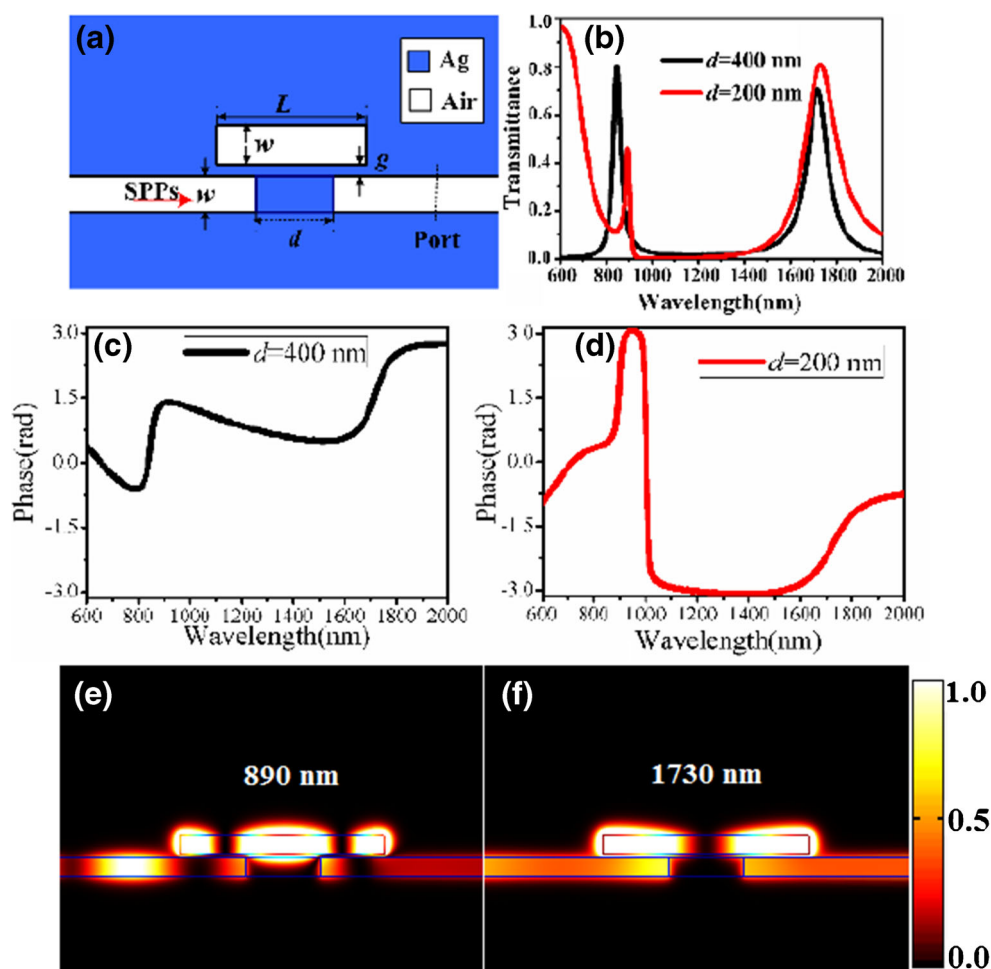 (a)
Ag
Air
L
w
g
SPPs
w
d
Port
(b)
d=400 nm
d=200 nm
Transmittance
1.0
0.8
0.6
0.4
0.2
0.0
600 800 1000 1200 1400 1600 1800 2000
Wavelength(nm)
(c)
d=400 nm
Phase(rad)
3.0
1.5
0.0
-1.5
-3.0
600 800 1000 1200 1400 1600 1800 2000
Wavelength(nm)
(d)
d=200 nm
Phase(rad)
3.0
1.5
0.0
-1.5
-3.0
600 800 1000 1200 1400 1600 1800 2000
Wavelength(nm)
(e)
890 nm
(f)
1730 nm
1.0
0.5
0.0